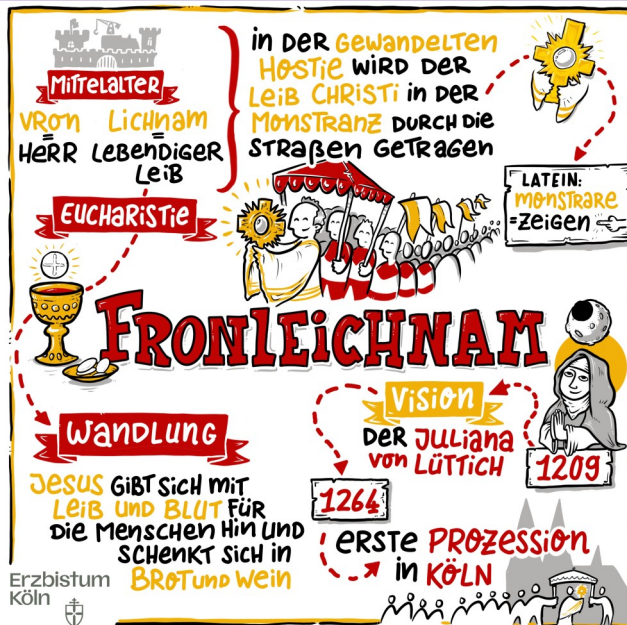 MITTELALTER
VRON LICHNAM
= =
HERR LEBENDIGER
LEIB
IN DER GEWANDELTEN
HOSTIE WIRD DER
LEIB CHRISTI IN DER
MONSTRANZ DURCH DIE
STRAßEN GETRAGEN
LATEIN:
monstrare
=ZEIGEN
EUCHARISTIE
FRONLEICHNAM
WANDLUNG
JESUS GIBT SICH MIT
LEIB UND BLUT FÜR
DIE MENSCHEN HIN UND
SCHENKT SICH IN
BROT UND WEIN
VISION
DER JULIANA
VON LÜTTICH
1209
1264
ERSTE PROZESSION
IN KÖLN
Erzbistum
Köln